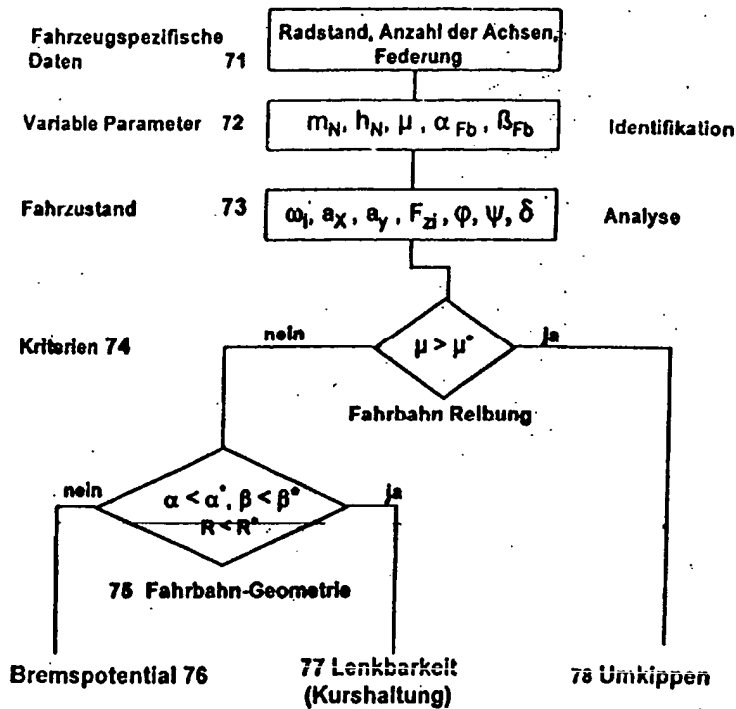 Fahrzeugspezifische
Daten 71
Radstand, Anzahl der Achsen,
Federung
Variable Parameter 72
m_N, h_N, μ, α_Fb, β_Fb
Identifikation
Fahrzustand 73
ω_i, a_x, a_y, F_zi, φ, ψ, δ
Analyse
Kriterien 74
nein
μ > μ*
ja
Fahrbahn Reibung
nein
α < α*, β < β*
R < R*
ja
75 Fahrbahn-Geometrie
Bremspotential 76
77 Lenkbarkeit
(Kurshaltung)
78 Umkippen